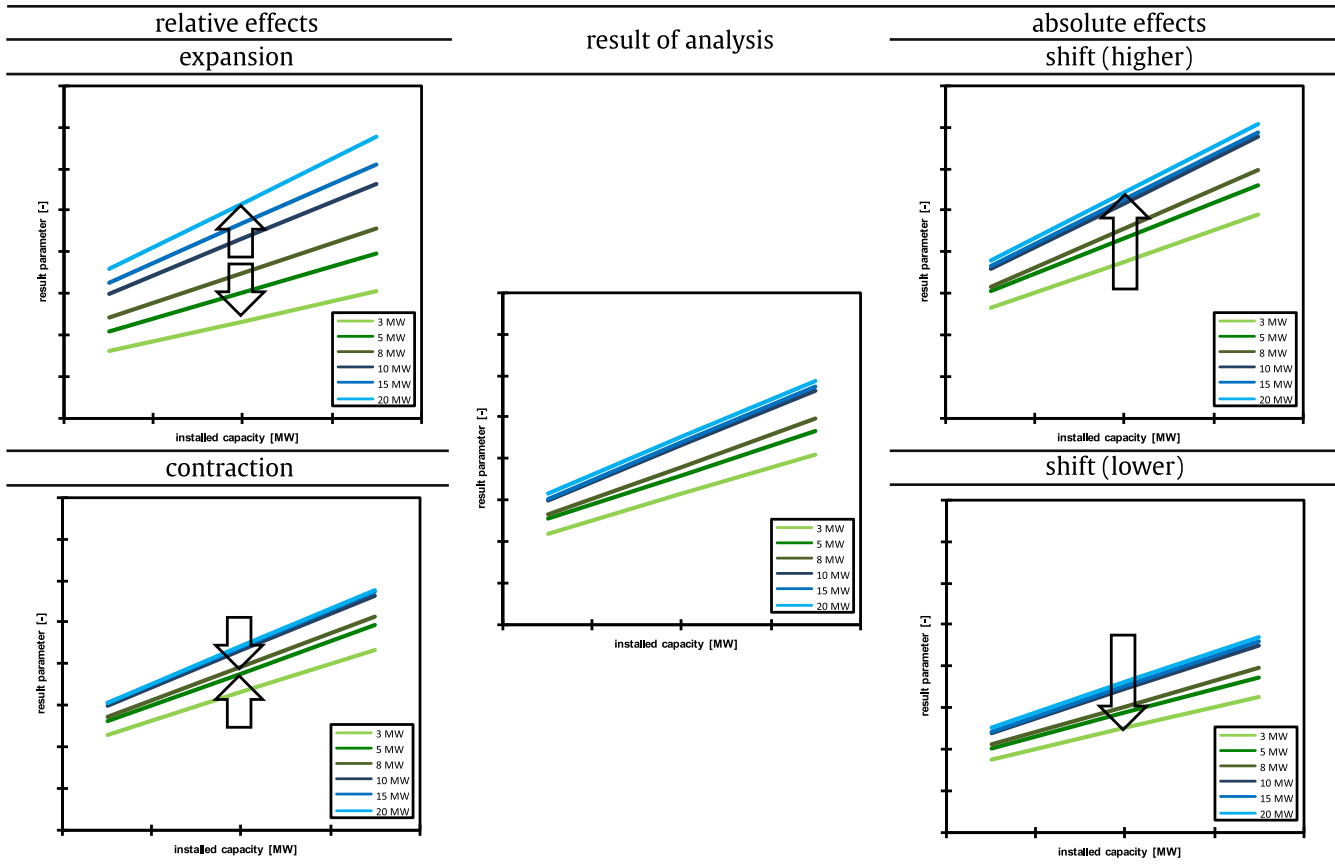 relative effects
expansion
result parameter [-]
3 MW
5 MW
8 MW
10 MW
15 MW
20 MW
installed capacity [MW]
contraction
result parameter [-]
3 MW
5 MW
8 MW
10 MW
15 MW
20 MW
installed capacity [MW]
result of analysis
result parameter [-]
3 MW
5 MW
8 MW
10 MW
15 MW
20 MW
installed capacity [MW]
absolute effects
shift (higher)
result parameter [-]
3 MW
5 MW
8 MW
10 MW
15 MW
20 MW
installed capacity [MW]
shift (lower)
result parameter [-]
3 MW
5 MW
8 MW
10 MW
15 MW
20 MW
installed capacity [MW]